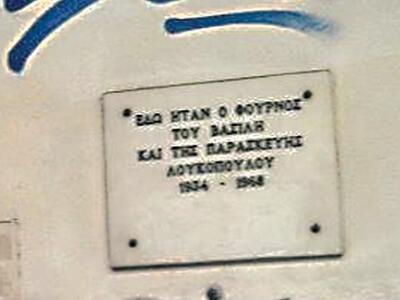 ΕΔΩ ΗΤΑΝ Ο ΦΟΥΡΝΟΣ
ΤΟΥ ΒΑΣΙΛΗ
ΚΑΙ ΤΗΣ ΠΑΡΑΣΚΕΥΗΣ
ΛΟΥΚΟΠΟΥΛΟΥ
1934 - 1968